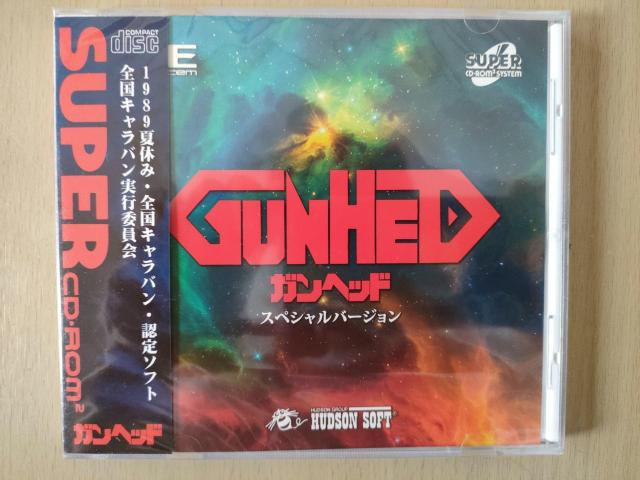 COMPACT
disc
SUPER CD-ROM2
1989夏休み・全国キャラバン・認定ソフト
全国キャラバン実行委員会
ガンヘッド
SUPER
CD-ROM2 SYSTEM
GUNHED
ガンヘッド
スペシャルバージョン
HUDSON GROUP
HUDSON SOFT®